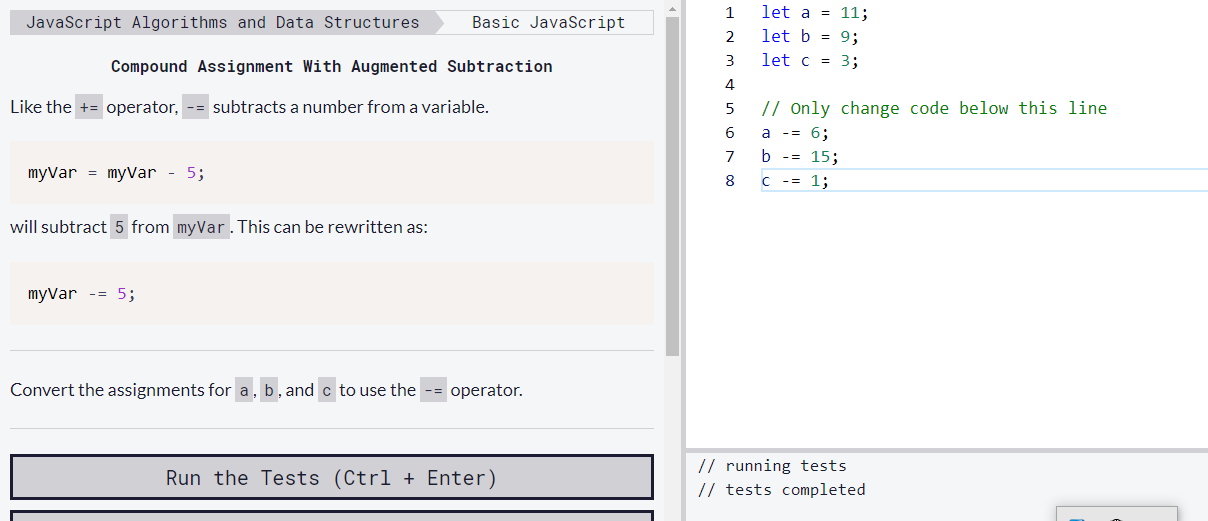 JavaScript Algorithms and Data Structures
Basic JavaScript
Compound Assignment With Augmented Subtraction
Like the += operator, -= subtracts a number from a variable.
myVar = myVar - 5;
will subtract 5 from myVar. This can be rewritten as:
myVar -= 5;
Convert the assignments for a, b, and c to use the -= operator.
Run the Tests (Ctrl + Enter)
1 let a = 11;
2 let b = 9;
3 let c = 3;
4
5 // Only change code below this line
6 a -= 6;
7 b -= 15;
8 c -= 1;
// running tests
// tests completed